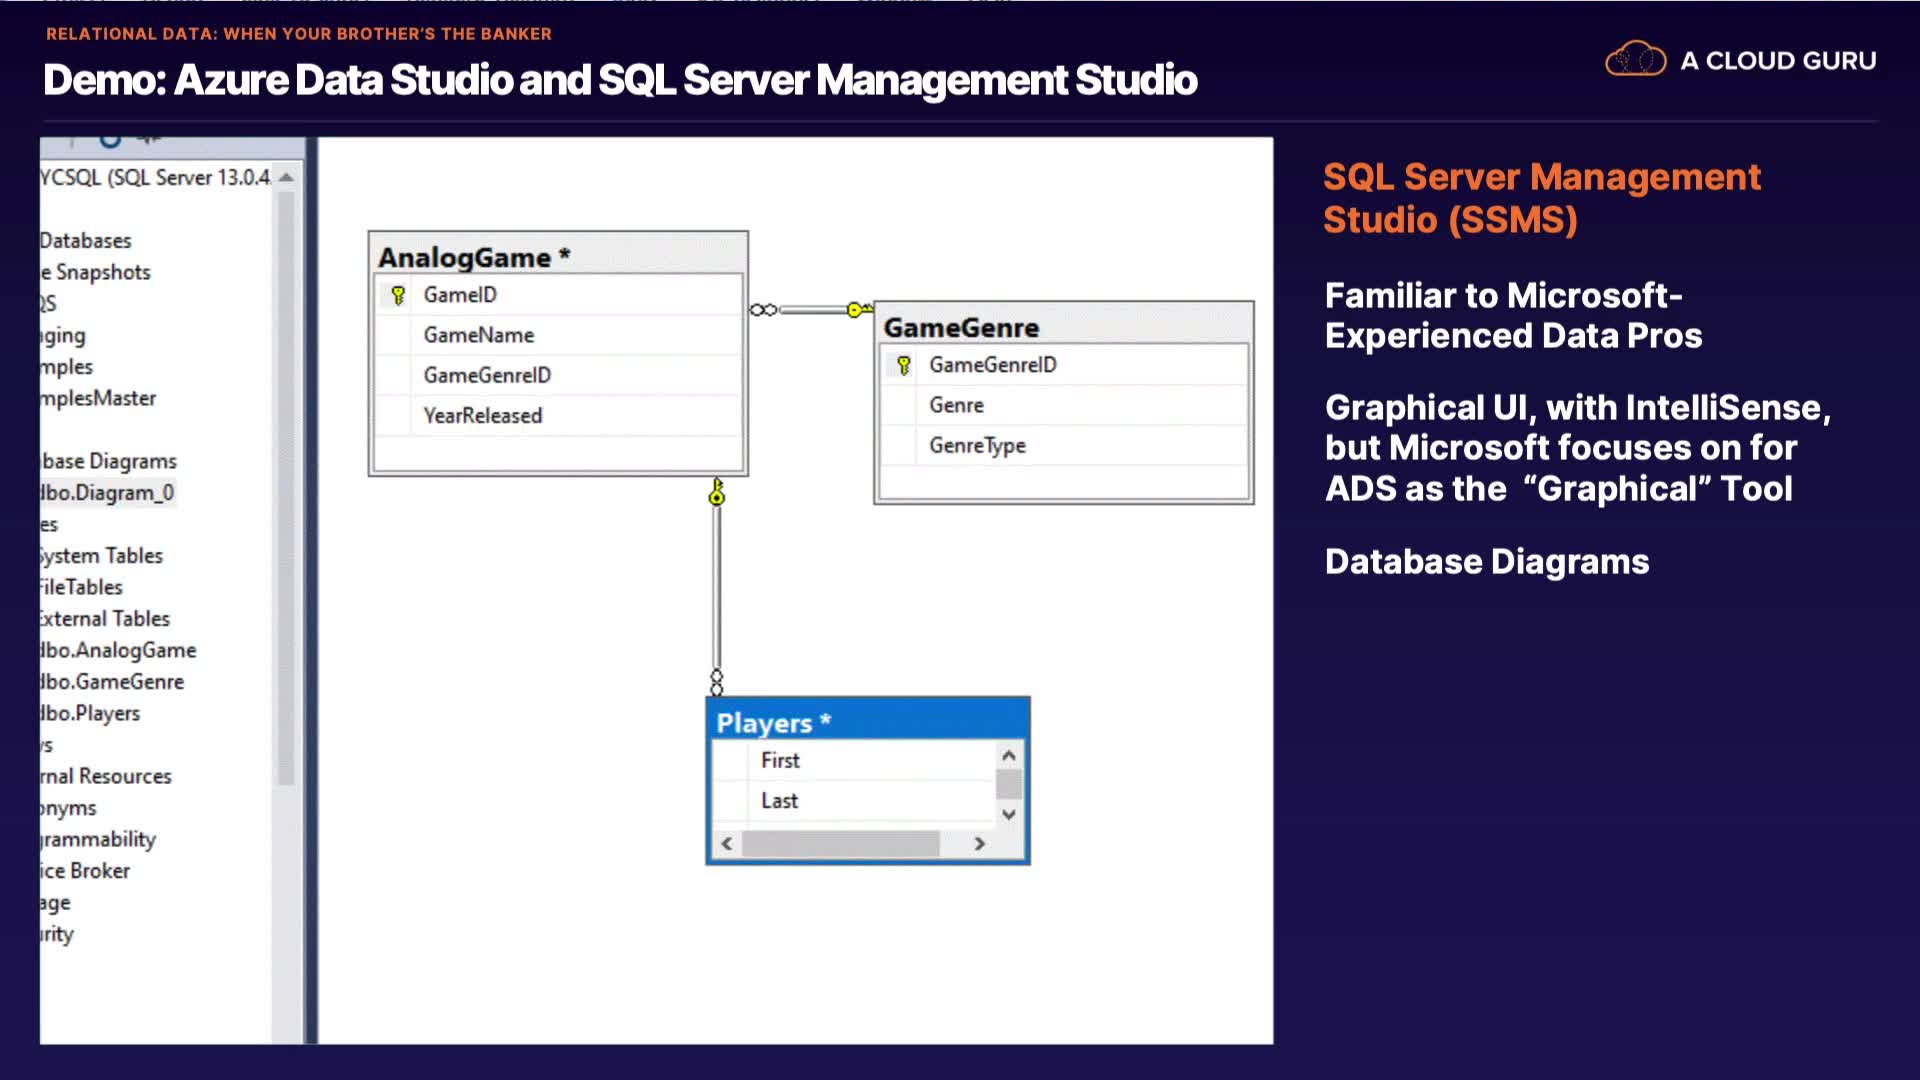 RELATIONAL DATA: WHEN YOUR BROTHER'S THE BANKER
Demo: Azure Data Studio and SQL Server Management Studio
A CLOUD GURU
YCSQL (SQL Server 13.0.4.
Databases
e Snapshots
QS
ging
mples
mplesMaster
base Diagrams
dbo.Diagram_0
es
System Tables
FileTables
External Tables
dbo.AnalogGame
dbo.GameGenre
dbo.Players
vs
rnal Resources
onyms
grammability
ice Broker
age
urity
AnalogGame *
GameID
GameName
GameGenreID
YearReleased
GameGenre
GameGenreID
Genre
GenreType
Players *
First
Last
SQL Server Management
Studio (SSMS)
Familiar to Microsoft-
Experienced Data Pros
Graphical UI, with IntelliSense,
but Microsoft focuses on for
ADS as the “Graphical” Tool
Database Diagrams